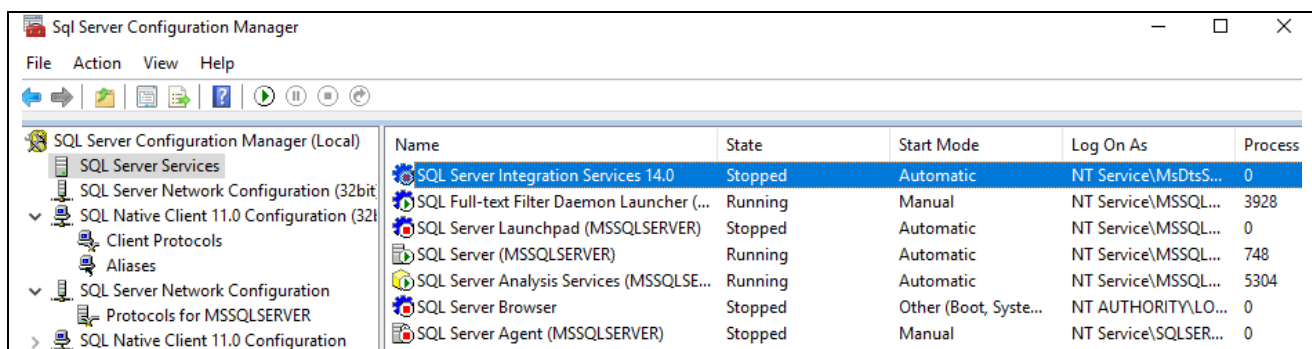 Sql Server Configuration Manager
File Action View Help
SQL Server Configuration Manager (Local)
SQL Server Services
SQL Server Network Configuration (32bit
SQL Native Client 11.0 Configuration (32l
Client Protocols
Aliases
SQL Server Network Configuration
Protocols for MSSQLSERVER
SQL Native Client 11.0 Configuration
Name State Start Mode Log On As Process
SQL Server Integration Services 14.0 Stopped Automatic NT Service\MsDtsS... 0
SQL Full-text Filter Daemon Launcher (... Running Manual NT Service\MSSQL... 3928
SQL Server Launchpad (MSSQLSERVER) Stopped Automatic NT Service\MSSQL... 0
SQL Server (MSSQLSERVER) Running Automatic NT Service\MSSQL... 748
SQL Server Analysis Services (MSSQLSE... Running Automatic NT Service\MSSQL... 5304
SQL Server Browser Stopped Other (Boot, Syste... NT AUTHORITY\LO... 0
SQL Server Agent (MSSQLSERVER) Stopped Manual NT Service\SQLSER... 0